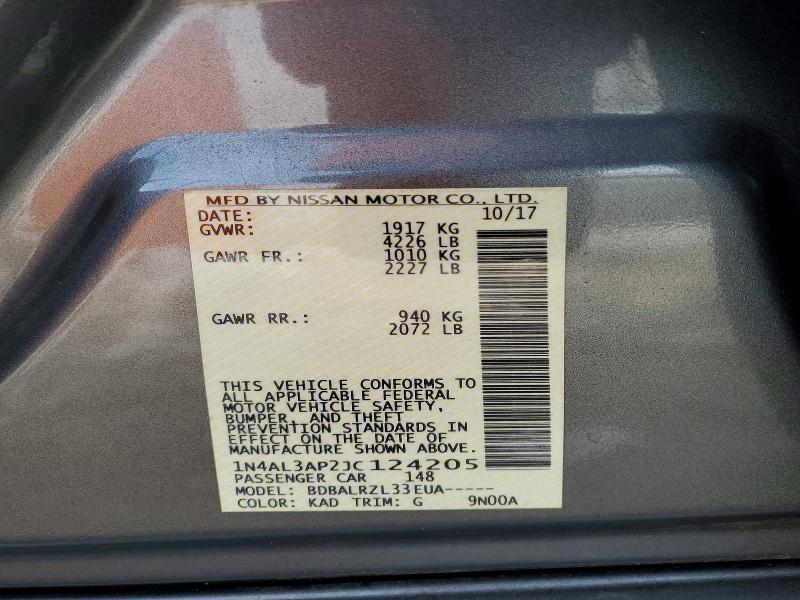 MFD BY NISSAN MOTOR CO., LTD.
DATE: 10/17
GVWR: 1917 KG
4226 LB
GAWR FR.: 1010 KG
2227 LB
GAWR RR.: 940 KG
2072 LB
THIS VEHICLE CONFORMS TO
ALL APPLICABLE FEDERAL
MOTOR VEHICLE SAFETY,
BUMPER, AND THEFT
PREVENTION STANDARDS IN
EFFECT ON THE DATE OF
MANUFACTURE SHOWN ABOVE.
1N4AL3AP2JC124205
PASSENGER CAR 148
MODEL: BDBALRZL33EUA-----
COLOR: KAD TRIM: G 9N00A